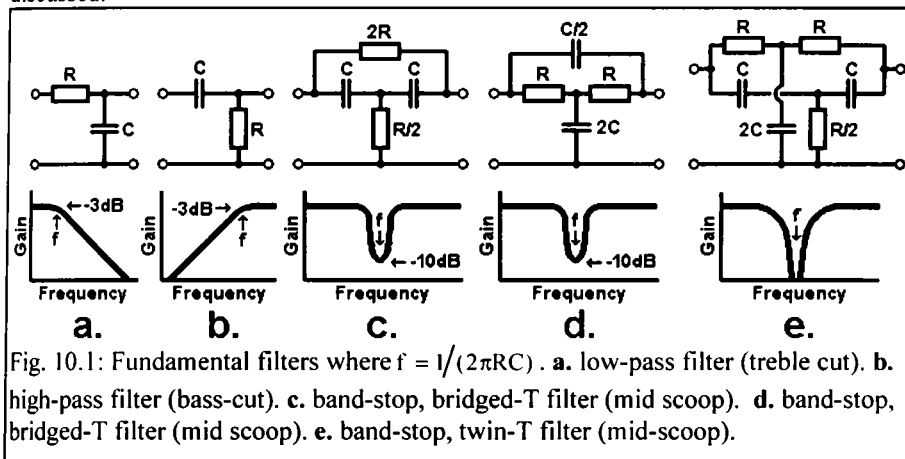 discussed.
2R
C/2
R R
R C C R R C C
C R R/2 2C 2C R/2
Gain -3dB f Frequency
Gain -3dB f Frequency
Gain f -10dB Frequency
Gain f -10dB Frequency
Gain f Frequency
a. b. c. d. e.
Fig. 10.1: Fundamental filters where f = 1/(2πRC) . a. low-pass filter (treble cut). b.
high-pass filter (bass-cut). c. band-stop, bridged-T filter (mid scoop). d. band-stop,
bridged-T filter (mid scoop). e. band-stop, twin-T filter (mid-scoop).